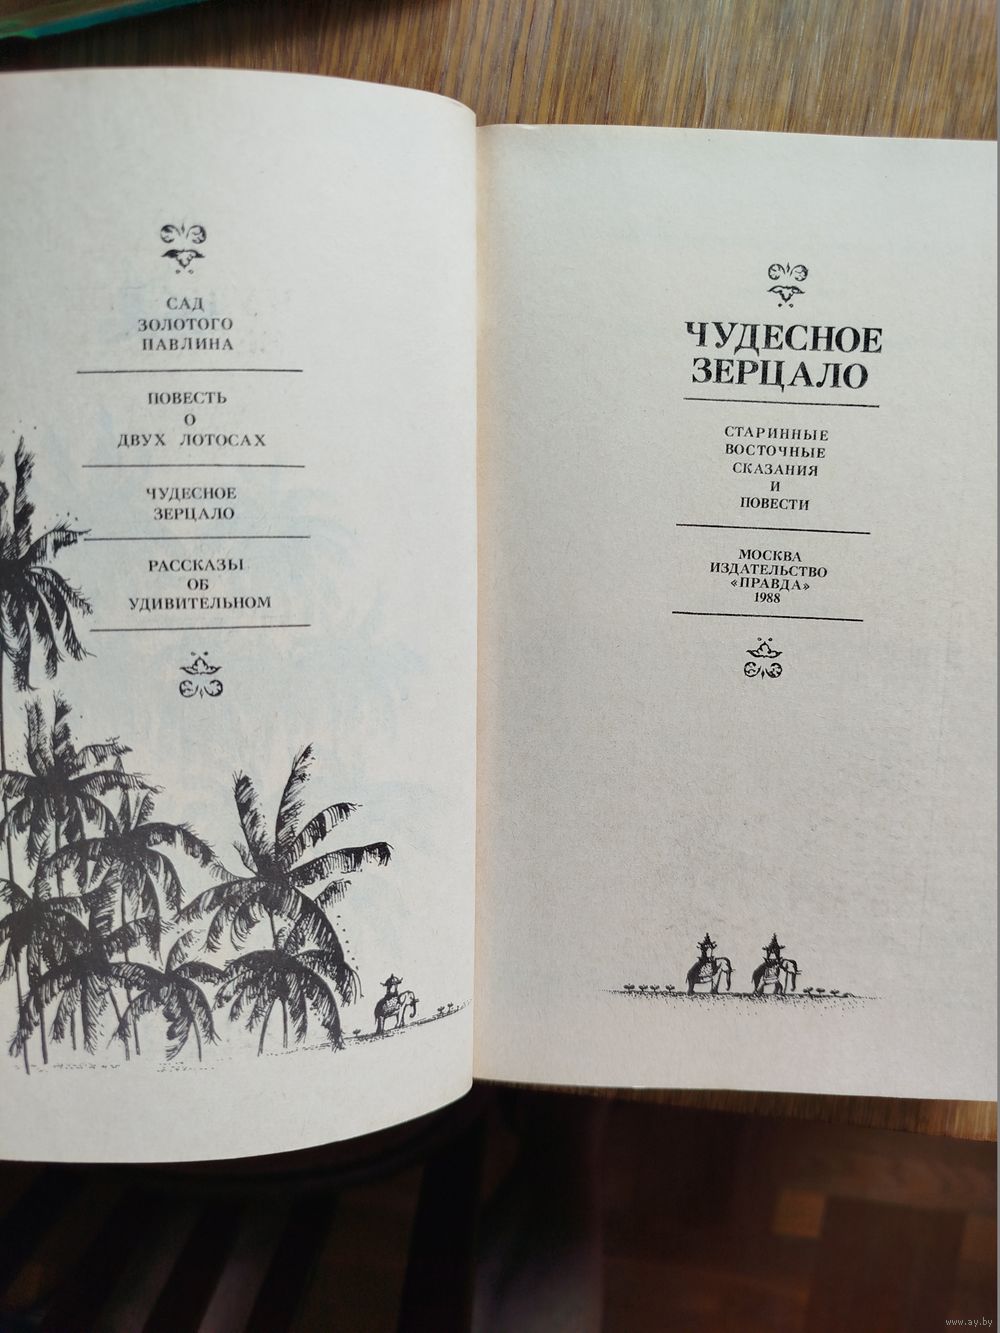 САД
ЗОЛОТОГО
ПАВЛИНА
ПОВЕСТЬ
О
ДВУХ ЛОТОСАХ
ЧУДЕСНОЕ
ЗЕРЦАЛО
РАССКАЗЫ
ОБ
УДИВИТЕЛЬНОМ
ЧУДЕСНОЕ
ЗЕРЦАЛО
СТАРИННЫЕ
ВОСТОЧНЫЕ
СКАЗАНИЯ
И
ПОВЕСТИ
МОСКВА
ИЗДАТЕЛЬСТВО
«ПРАВДА»
1988
www.ay.by